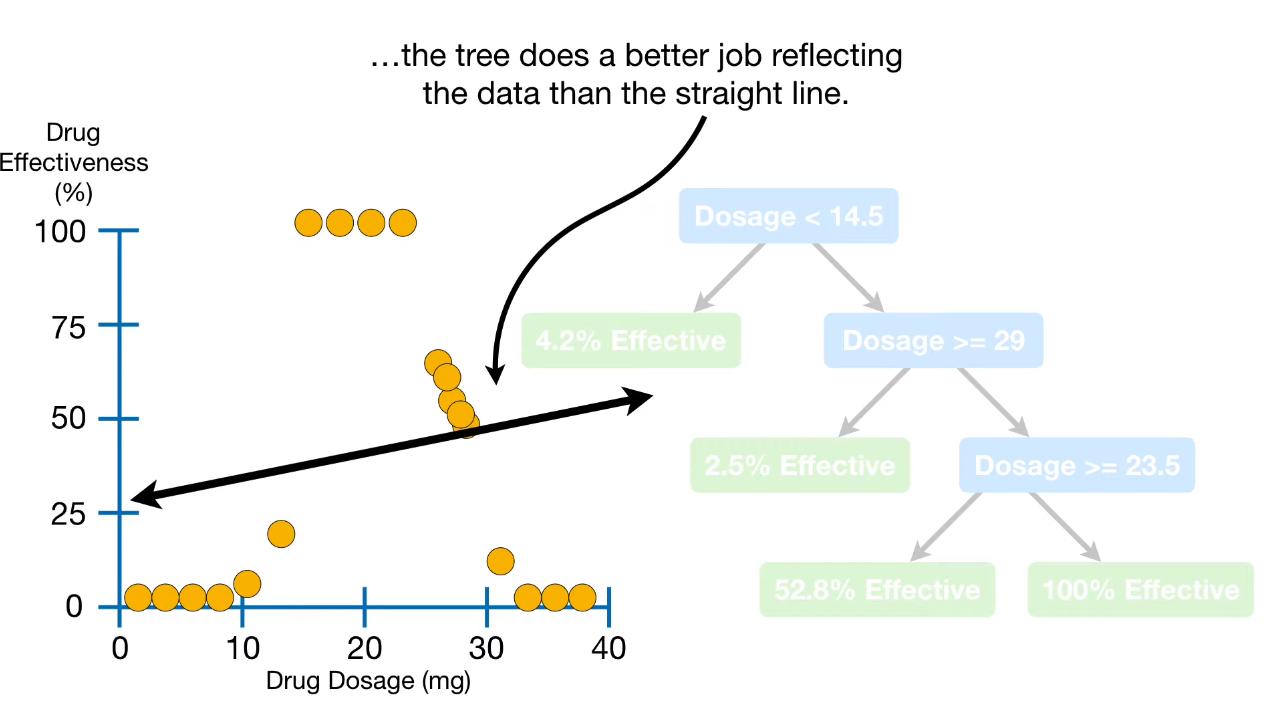 …the tree does a better job reflecting
the data than the straight line.
Drug
Effectiveness
(%)
100
75
50
25
0
0 10 20 30 40
Drug Dosage (mg)
Dosage < 14.5
4.2% Effective
Dosage >= 29
2.5% Effective
Dosage >= 23.5
52.8% Effective
100% Effective